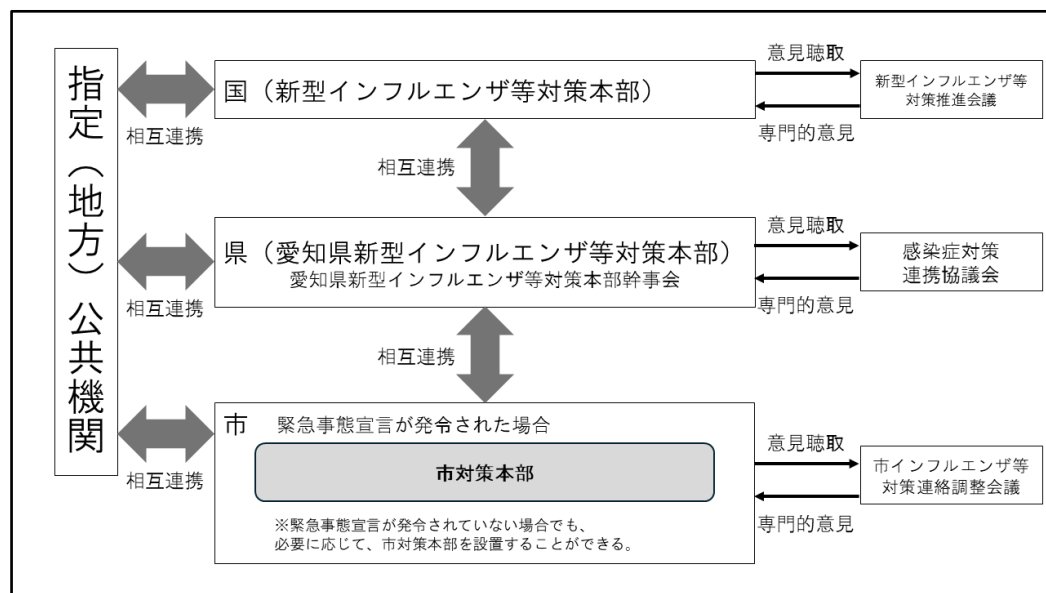 指定（地方）公共機関
相互連携
国（新型インフルエンザ等対策本部）
意見聴取
専門的意見
新型インフルエンザ等
対策推進会議
相互連携
相互連携
県（愛知県新型インフルエンザ等対策本部）
愛知県新型インフルエンザ等対策本部幹事会
意見聴取
専門的意見
感染症対策
連携協議会
相互連携
相互連携
市　緊急事態宣言が発令された場合
市対策本部
※緊急事態宣言が発令されていない場合でも、
必要に応じて、市対策本部を設置することができる。
意見聴取
専門的意見
市インフルエンザ等
対策連絡調整会議